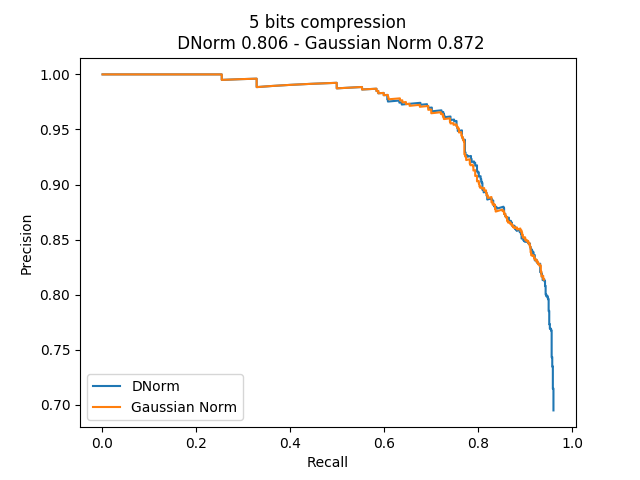 5 bits compression
DNorm 0.806 - Gaussian Norm 0.872
1.00
0.95
0.90
0.85
0.80
0.75
0.70
Precision
DNorm
Gaussian Norm
0.0 0.2 0.4 0.6 0.8 1.0
Recall